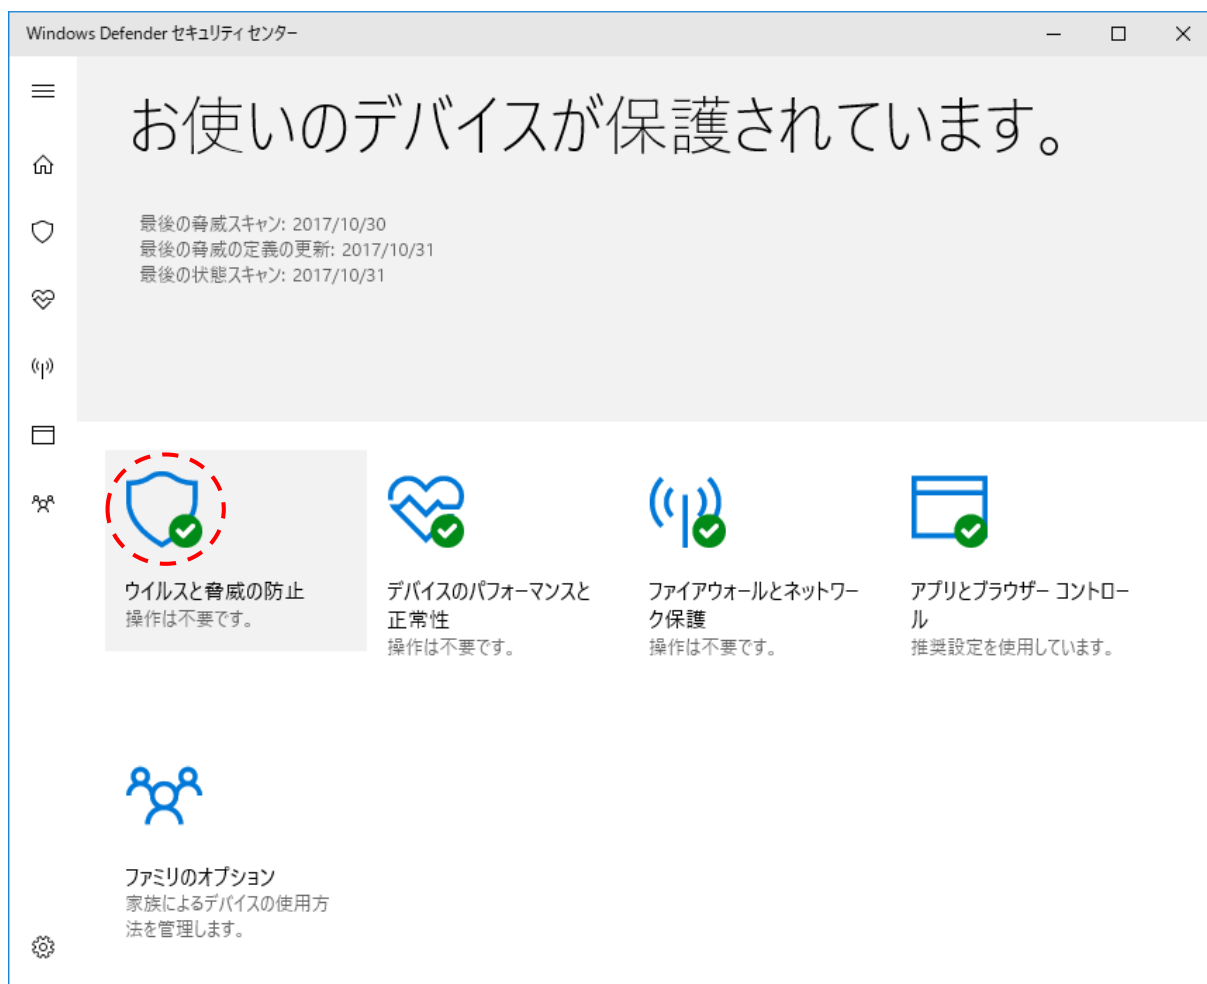 Windows Defender セキュリティ センター
お使いのデバイスが保護されています。
最後の脅威スキャン: 2017/10/30
最後の脅威の定義の更新: 2017/10/31
最後の状態スキャン: 2017/10/31
ウイルスと脅威の防止
操作は不要です。
デバイスのパフォーマンスと
正常性
操作は不要です。
ファイアウォールとネットワー
ク保護
操作は不要です。
アプリとブラウザー コントロー
ル
推奨設定を使用しています。
ファミリのオプション
家族によるデバイスの使用方
法を管理します。